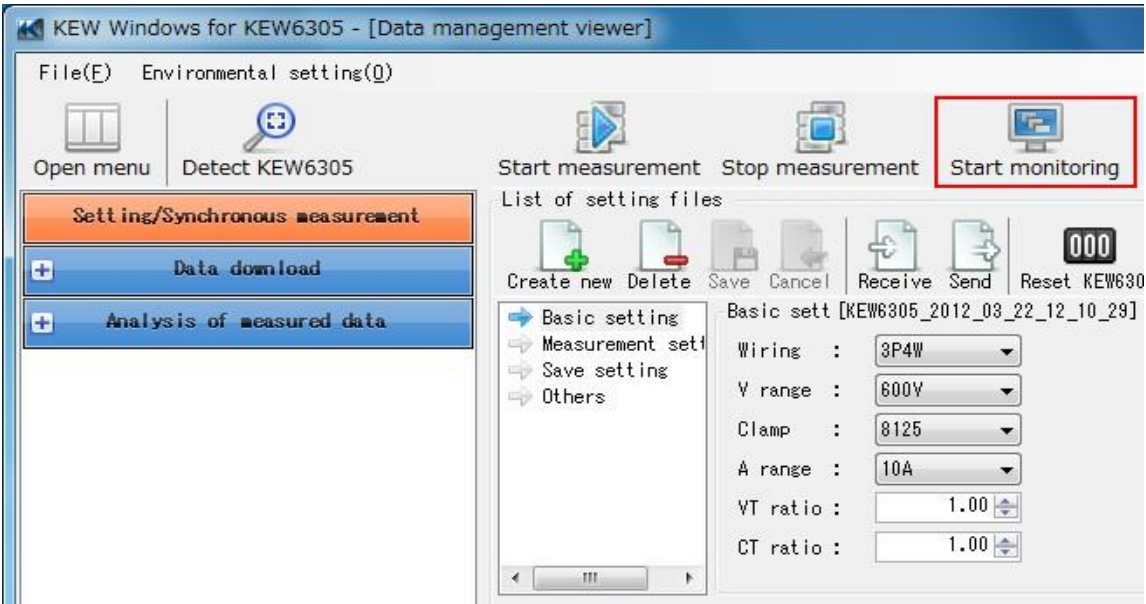 KEW Windows for KEW6305 - [Data management viewer]
File(F) Environmental setting(O)
Open menu Detect KEW6305 Start measurement Stop measurement Start monitoring
Setting/Synchronous measurement
Data download
Analysis of measured data
List of setting files
000
Create new Delete Save Cancel Receive Send Reset KEW630
Basic setting
Measurement sett
Save setting
Others
Basic sett [KEW6305_2012_03_22_12_10_29]
Wiring : 3P4W
V range : 600V
Clamp : 8125
A range : 10A
VT ratio : 1.00
CT ratio : 1.00